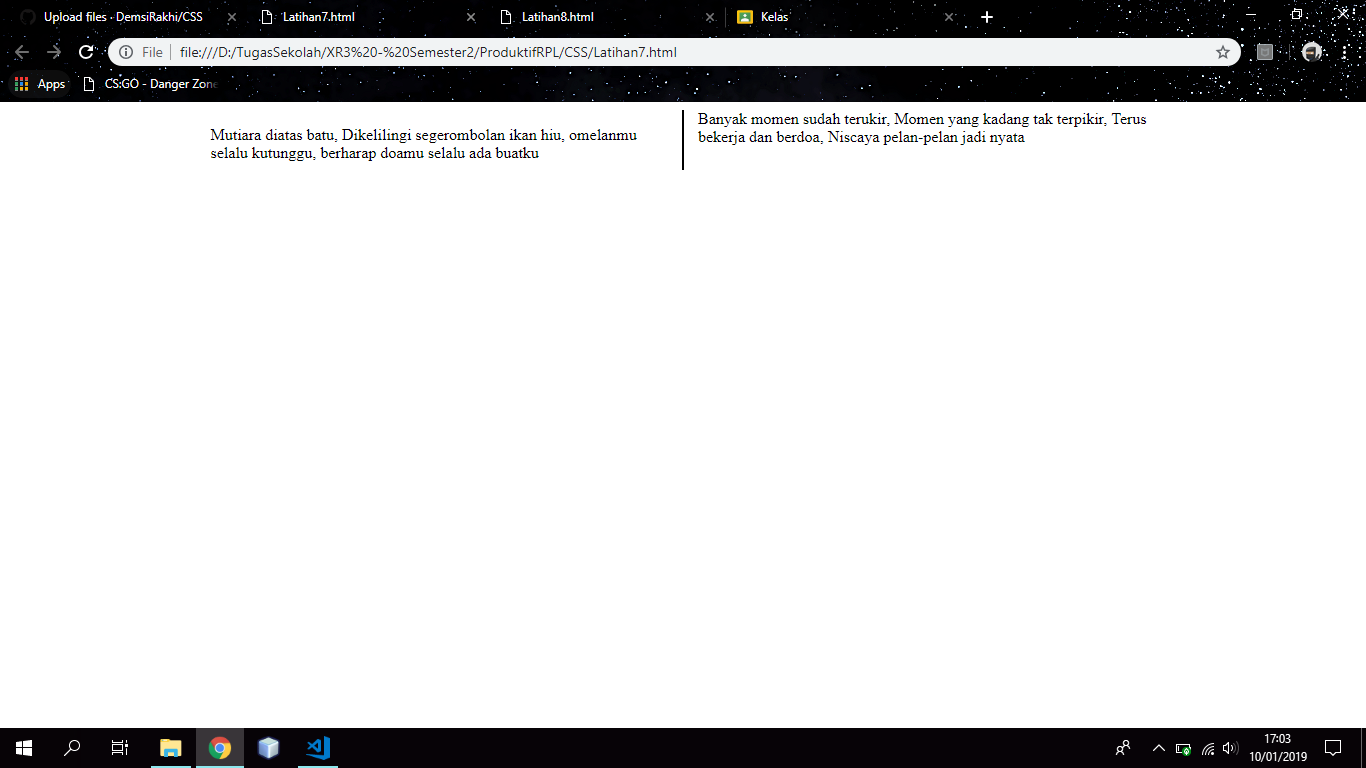 Upload files · DemsiRakhi/CSS
Latihan7.html
Latihan8.html
Kelas
File
file:///D:/TugasSekolah/XR3%20-%20Semester2/ProduktifRPL/CSS/Latihan7.html
Apps
CS:GO - Danger Zone
Mutiara diatas batu, Dikelilingi segerombolan ikan hiu, omelanmu
selalu kutunggu, berharap doamu selalu ada buatku
Banyak momen sudah terukir, Momen yang kadang tak terpikir, Terus
bekerja dan berdoa, Niscaya pelan-pelan jadi nyata
17:03
10/01/2019